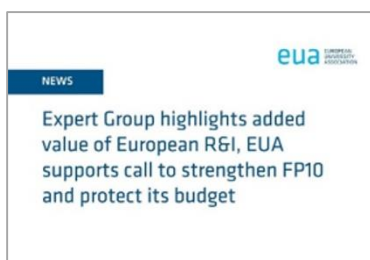 eua EUROPEAN
UNIVERSITY
ASSOCIATION
NEWS
Expert Group highlights added
value of European R&I, EUA
supports call to strengthen FP10
and protect its budget